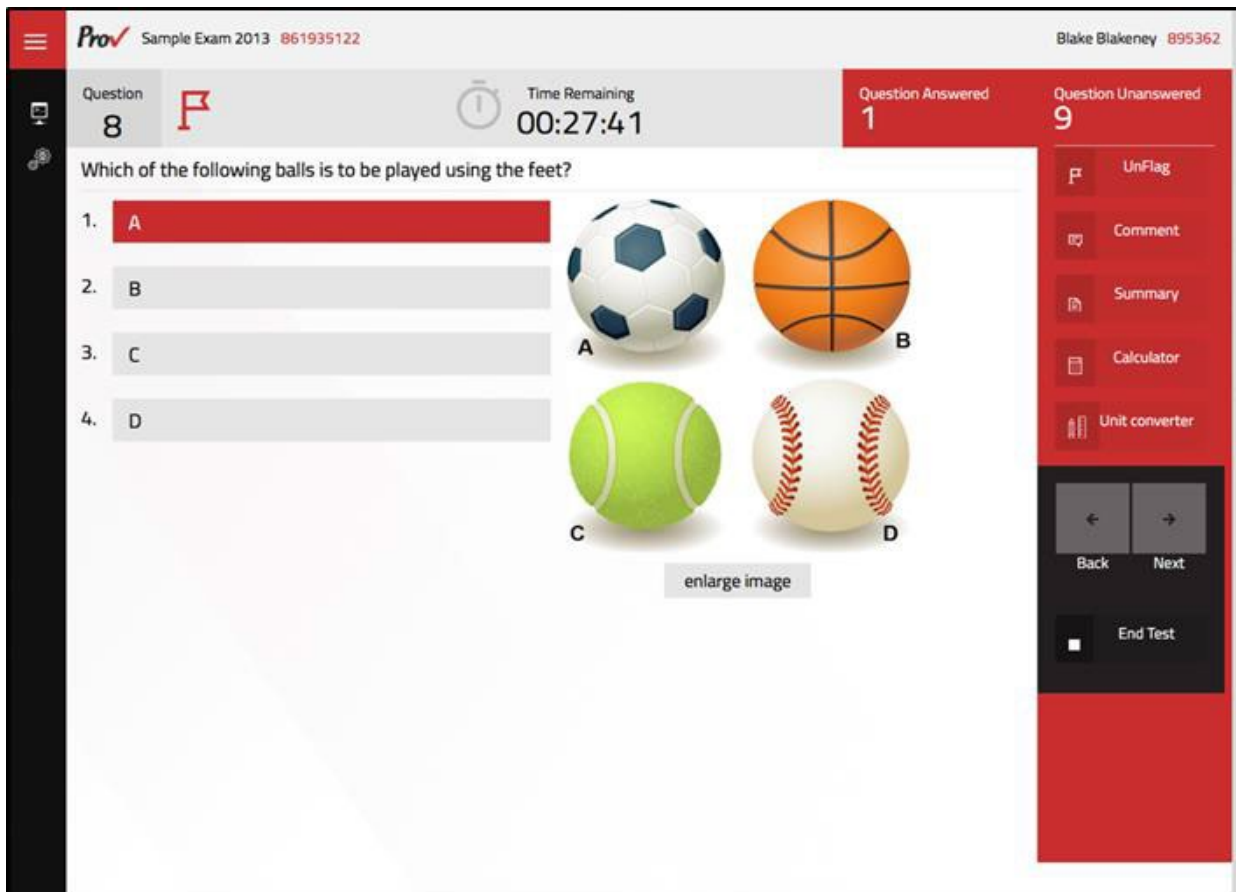 Prov Sample Exam 2013 861935122 Blake Blakeney 895362
Question
8
Time Remaining
00:27:41
Question Answered
1
Question Unanswered
9
Which of the following balls is to be played using the feet?
1. A
2. B
3. C
4. D
A
B
C
D
enlarge image
UnFlag
Comment
Summary
Calculator
Unit converter
Back Next
End Test